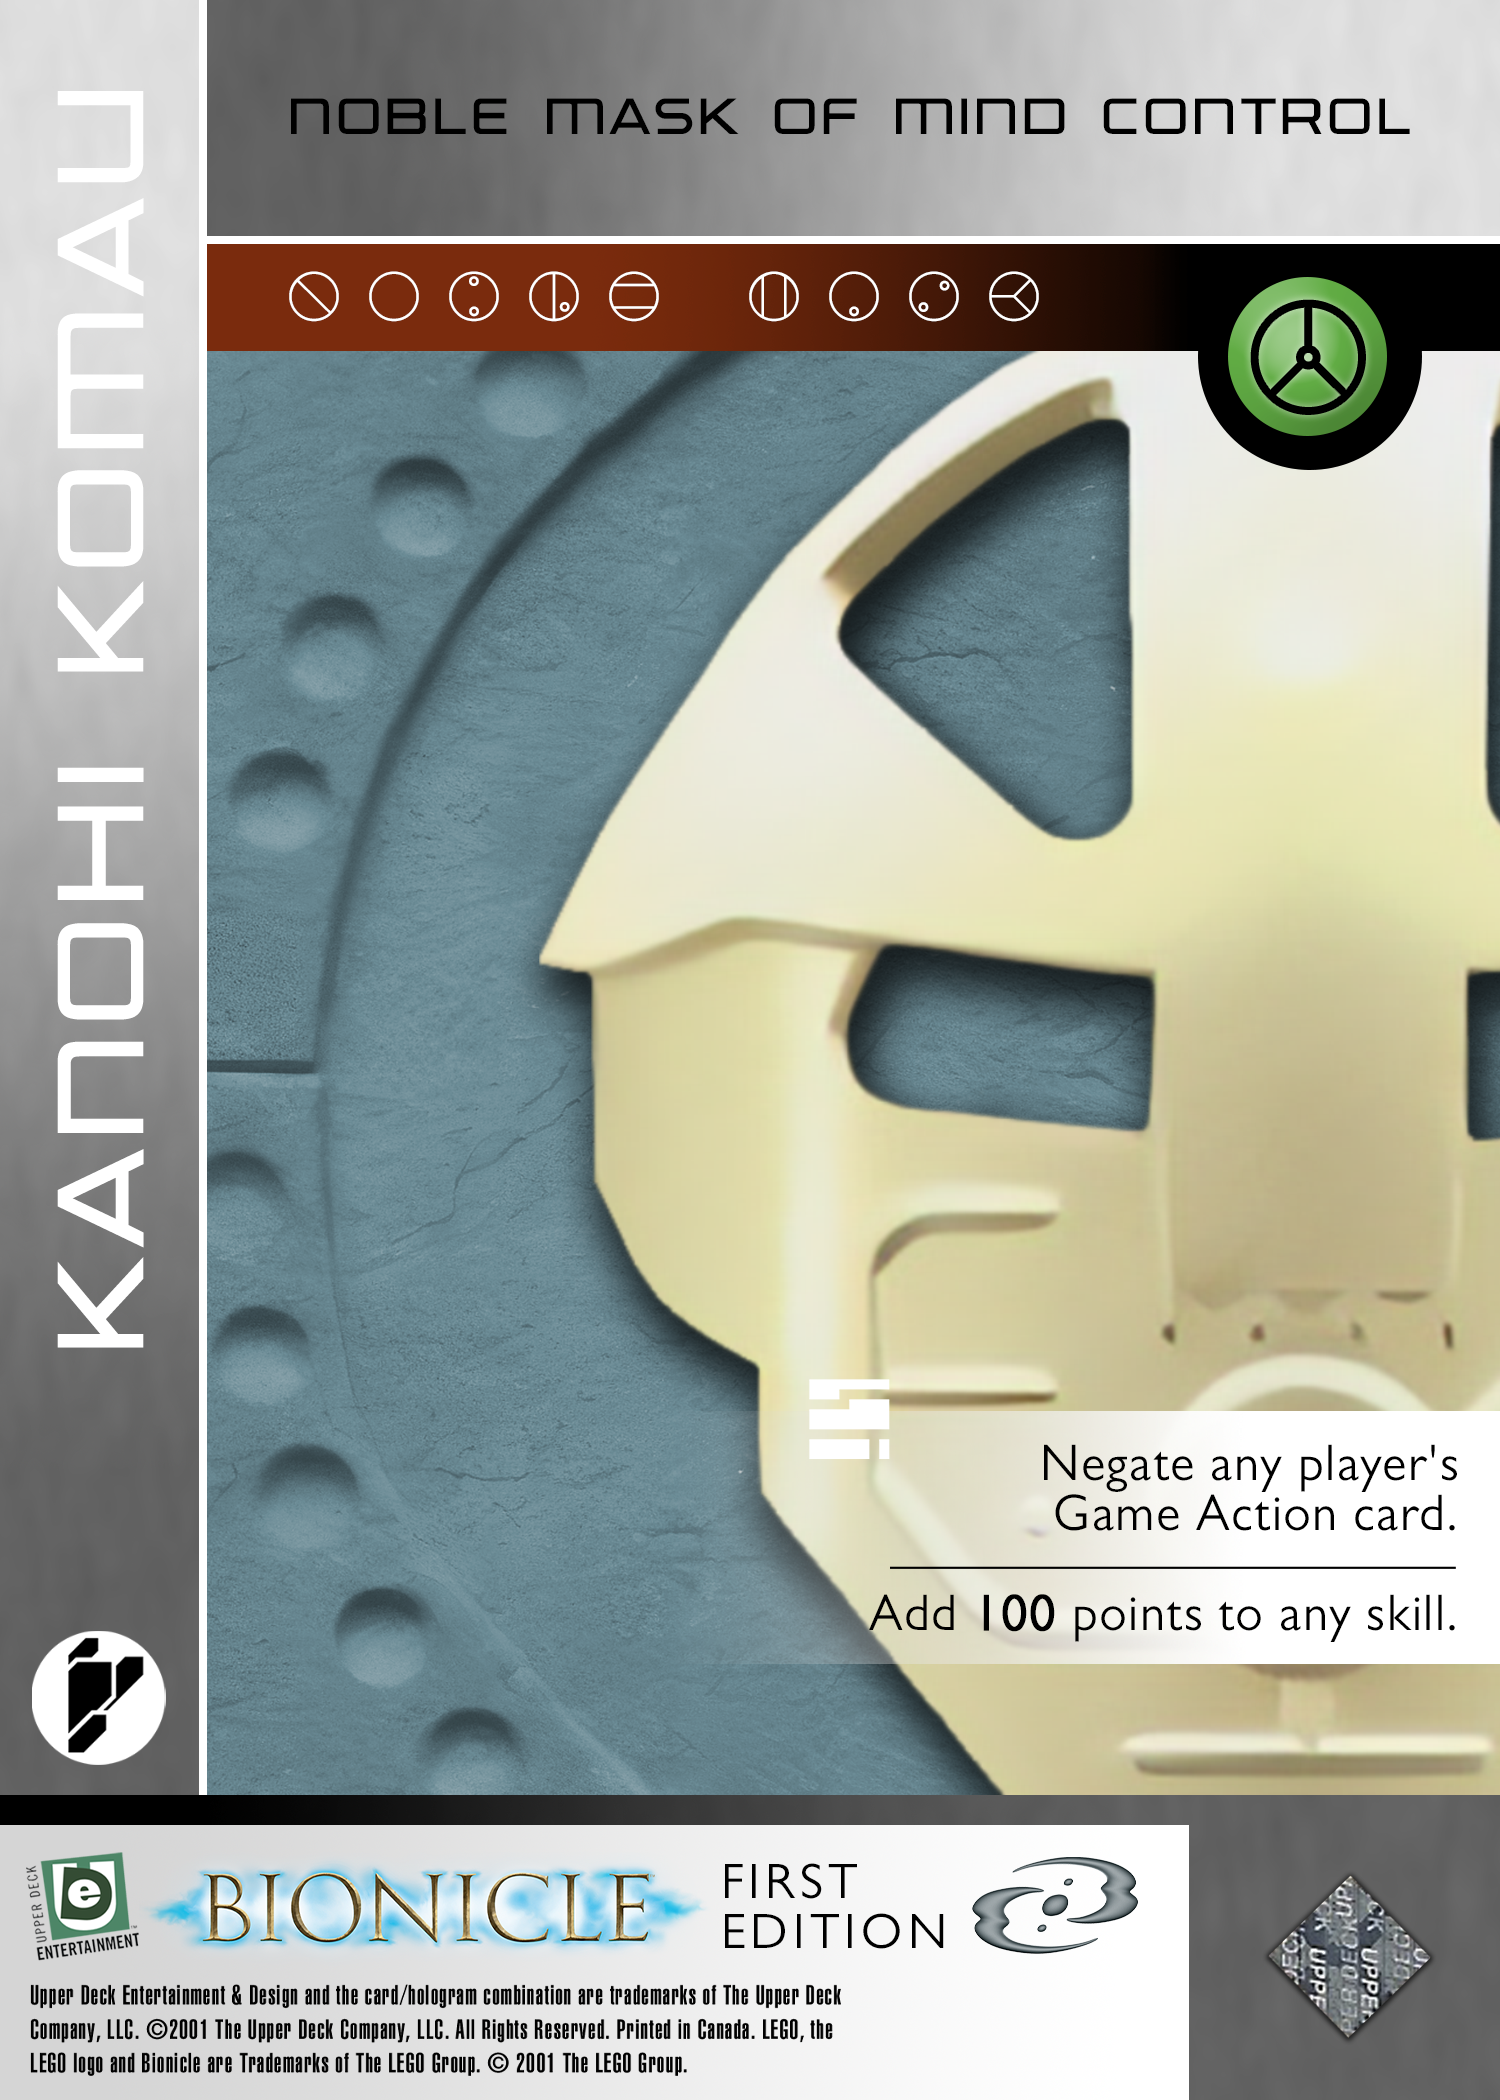 KANOHI KOMAU
NOBLE MASK OF MIND CONTROL
Negate any player's
Game Action card.
Add 100 points to any skill.
UPPER DECK
e
ENTERTAINMENT
BIONICLE
FIRST
EDITION
Upper Deck Entertainment & Design and the card/hologram combination are trademarks of The Upper Deck
Company, LLC. ©2001 The Upper Deck Company, LLC. All Rights Reserved. Printed in Canada. LEGO, the
LEGO logo and Bionicle are Trademarks of The LEGO Group. © 2001 The LEGO Group.